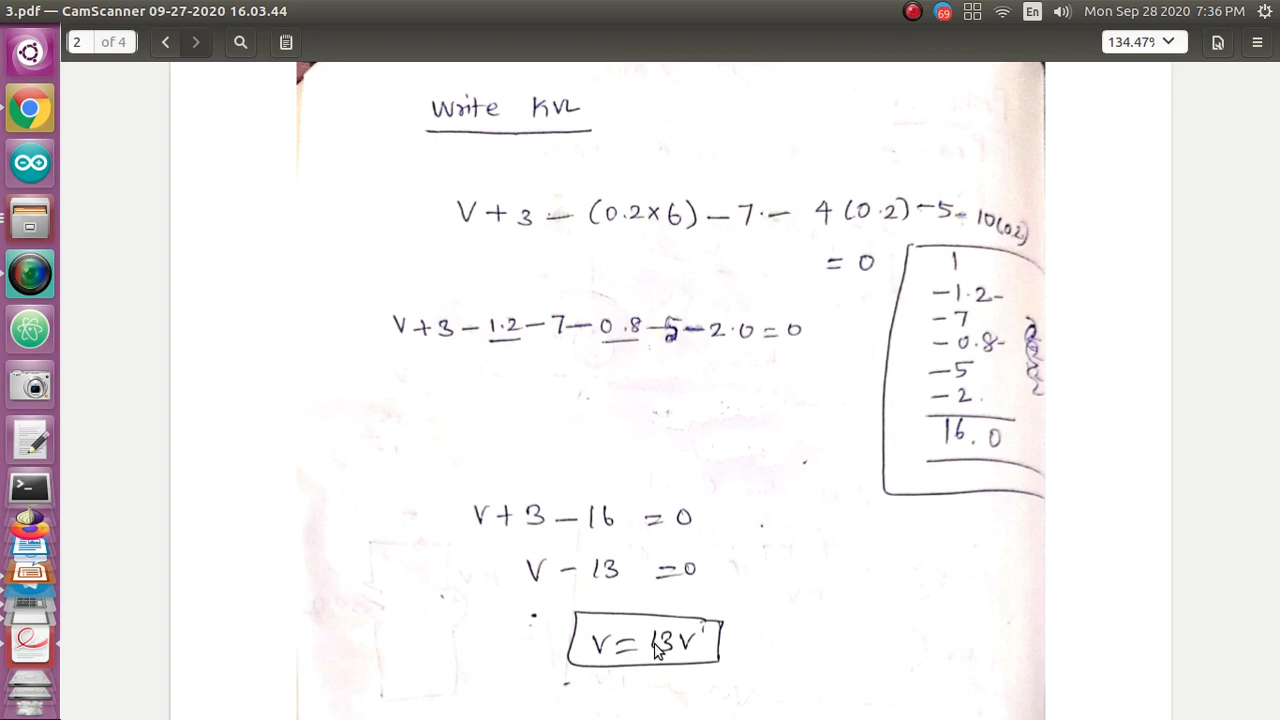 3.pdf — CamScanner 09-27-2020 16.03.44
69
En
Mon Sep 28 2020 7:36 PM
2 of 4
134.47%
Write KVL
V + 3 - (0.2×6) - 7 - 4(0.2) - 5 - 10(0.2)
= 0
V + 3 - 1.2 - 7 - 0.8 - 5 - 2.0 = 0
1
-1.2-
-7
-0.8-
-5
-2.
16.0
V + 3 - 16 = 0
V - 13 = 0
V = 13V